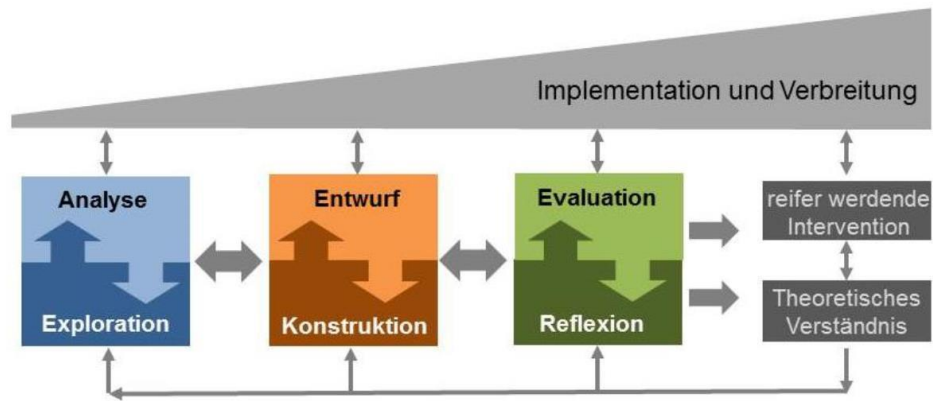 Implementation und Verbreitung
Analyse
Exploration
Entwurf
Konstruktion
Evaluation
Reflexion
reifer werdende
Intervention
Theoretisches
Verständnis